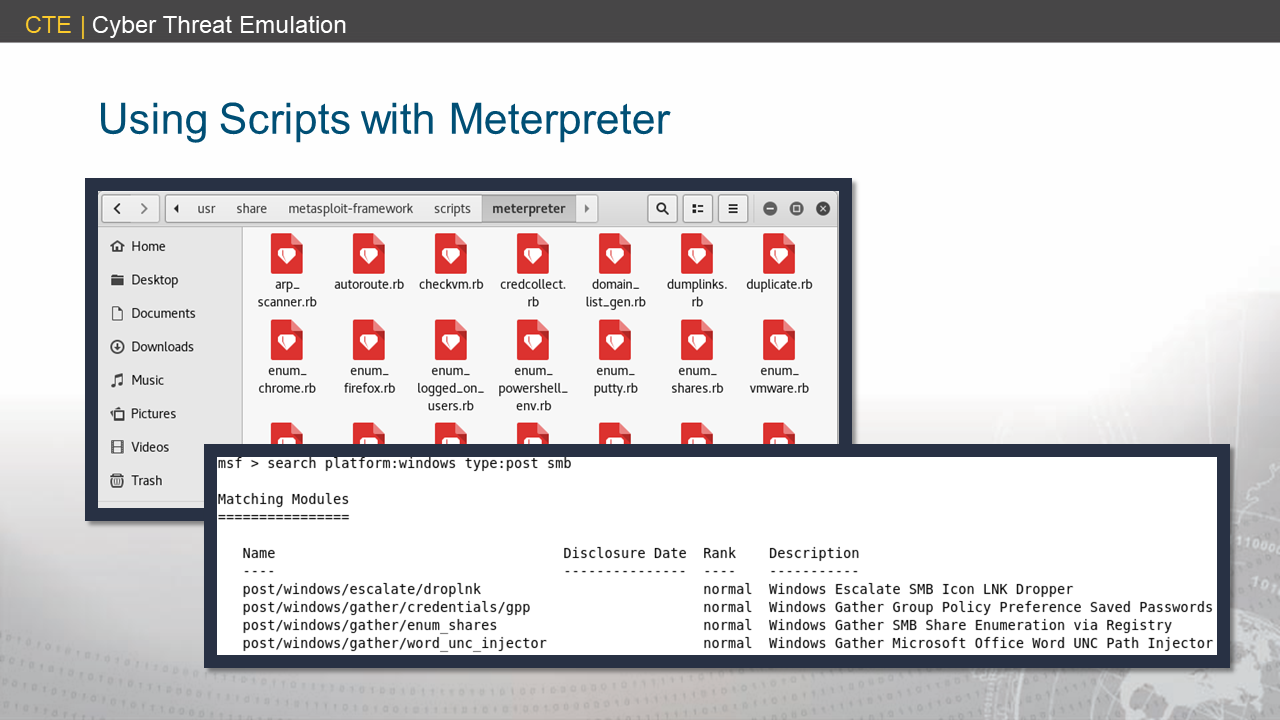 CTE | Cyber Threat Emulation
Using Scripts with Meterpreter
usr share metasploit-framework scripts meterpreter
Home
Desktop
Documents
Downloads
Music
Pictures
Videos
Trash
arp_
scanner.rb
autoroute.rb
checkvm.rb
credcollect.
rb
domain_
list_gen.rb
dumplinks.
rb
duplicate.rb
enum_
chrome.rb
enum_
firefox.rb
enum_
logged_on_
users.rb
enum_
powershell_
env.rb
enum_
putty.rb
enum_
shares.rb
enum_
vmware.rb
msf > search platform:windows type:post smb
Matching Modules
================
Name Disclosure Date Rank Description
---- --------------- ---- -----------
post/windows/escalate/droplnk normal Windows Escalate SMB Icon LNK Dropper
post/windows/gather/credentials/gpp normal Windows Gather Group Policy Preference Saved Passwords
post/windows/gather/enum_shares normal Windows Gather SMB Share Enumeration via Registry
post/windows/gather/word_unc_injector normal Windows Gather Microsoft Office Word UNC Path Injector